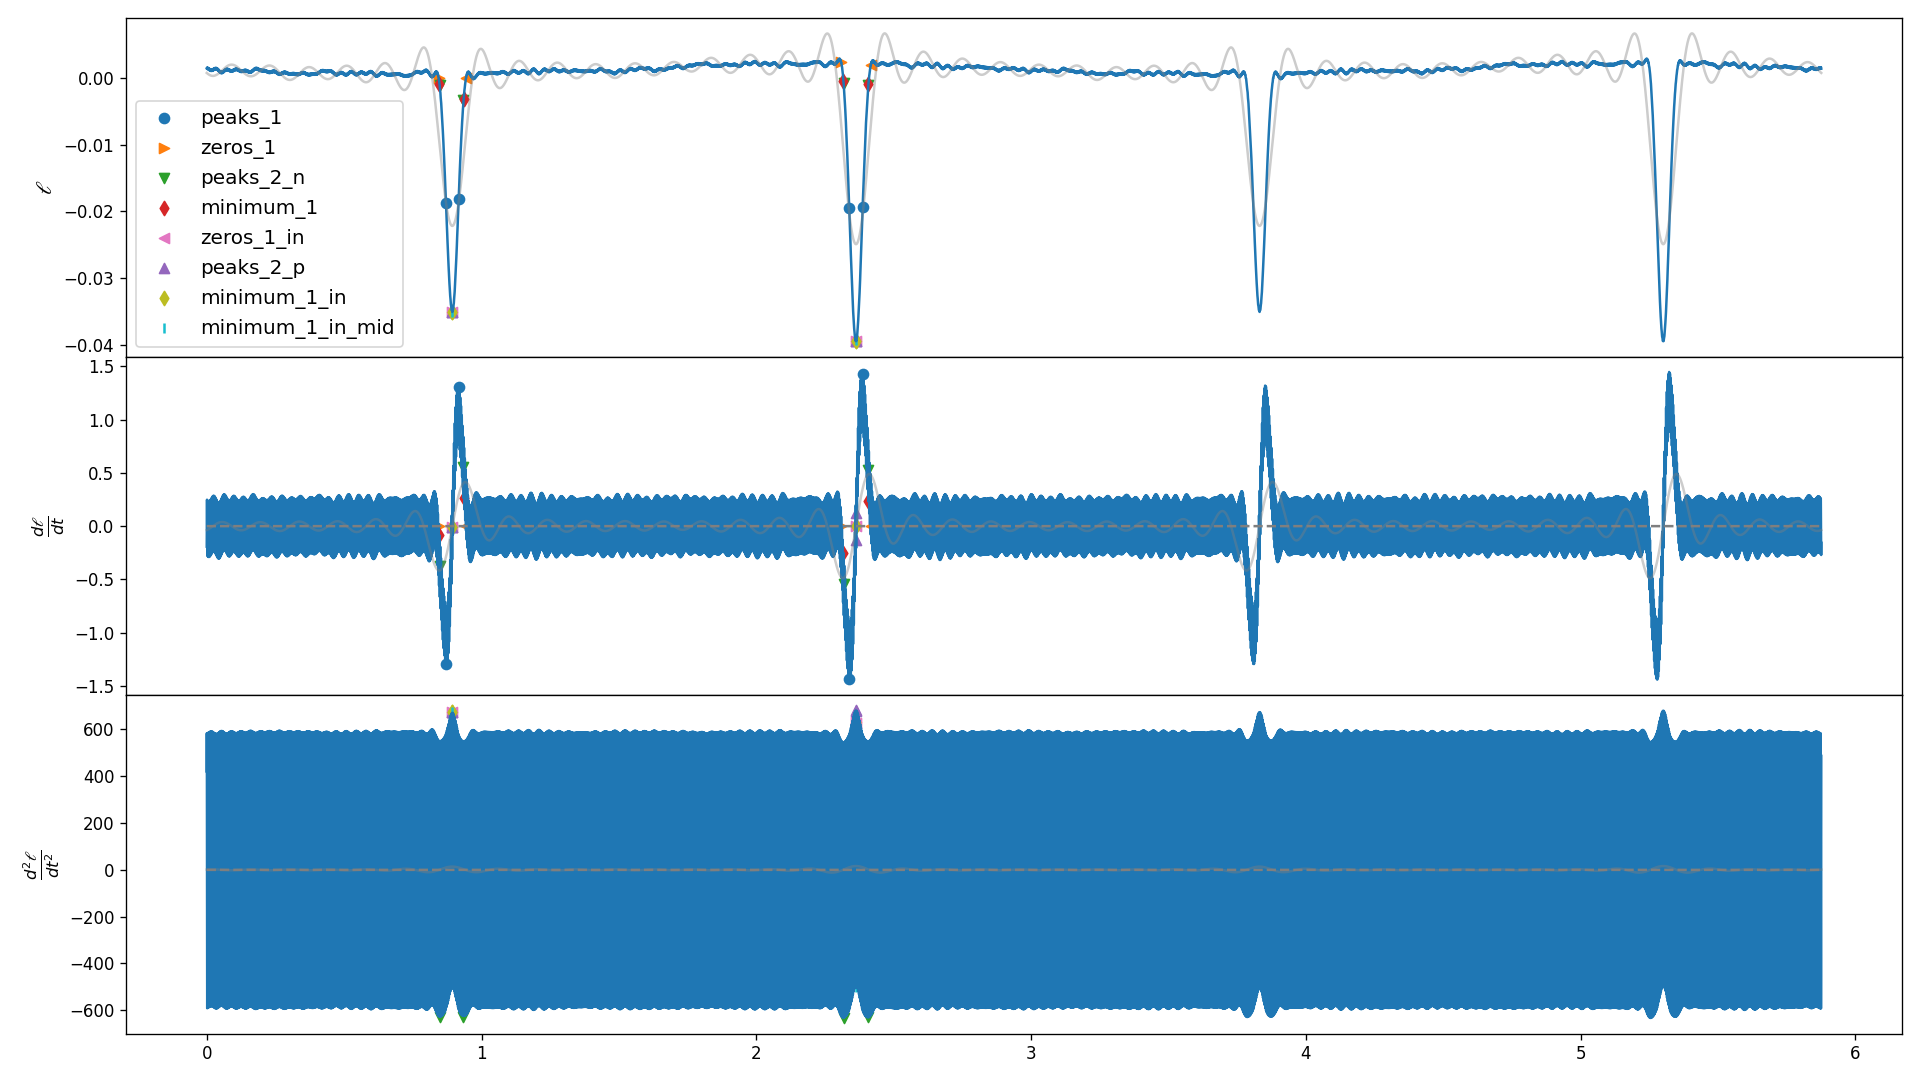 0.00
−0.01
−0.02
−0.03
−0.04
ℓ
peaks_1
zeros_1
peaks_2_n
minimum_1
zeros_1_in
peaks_2_p
minimum_1_in
minimum_1_in_mid
1.5
1.0
0.5
0.0
−0.5
−1.0
−1.5
dℓ
dt
600
400
200
0
−200
−400
−600
d²ℓ
dt²
0 1 2 3 4 5 6